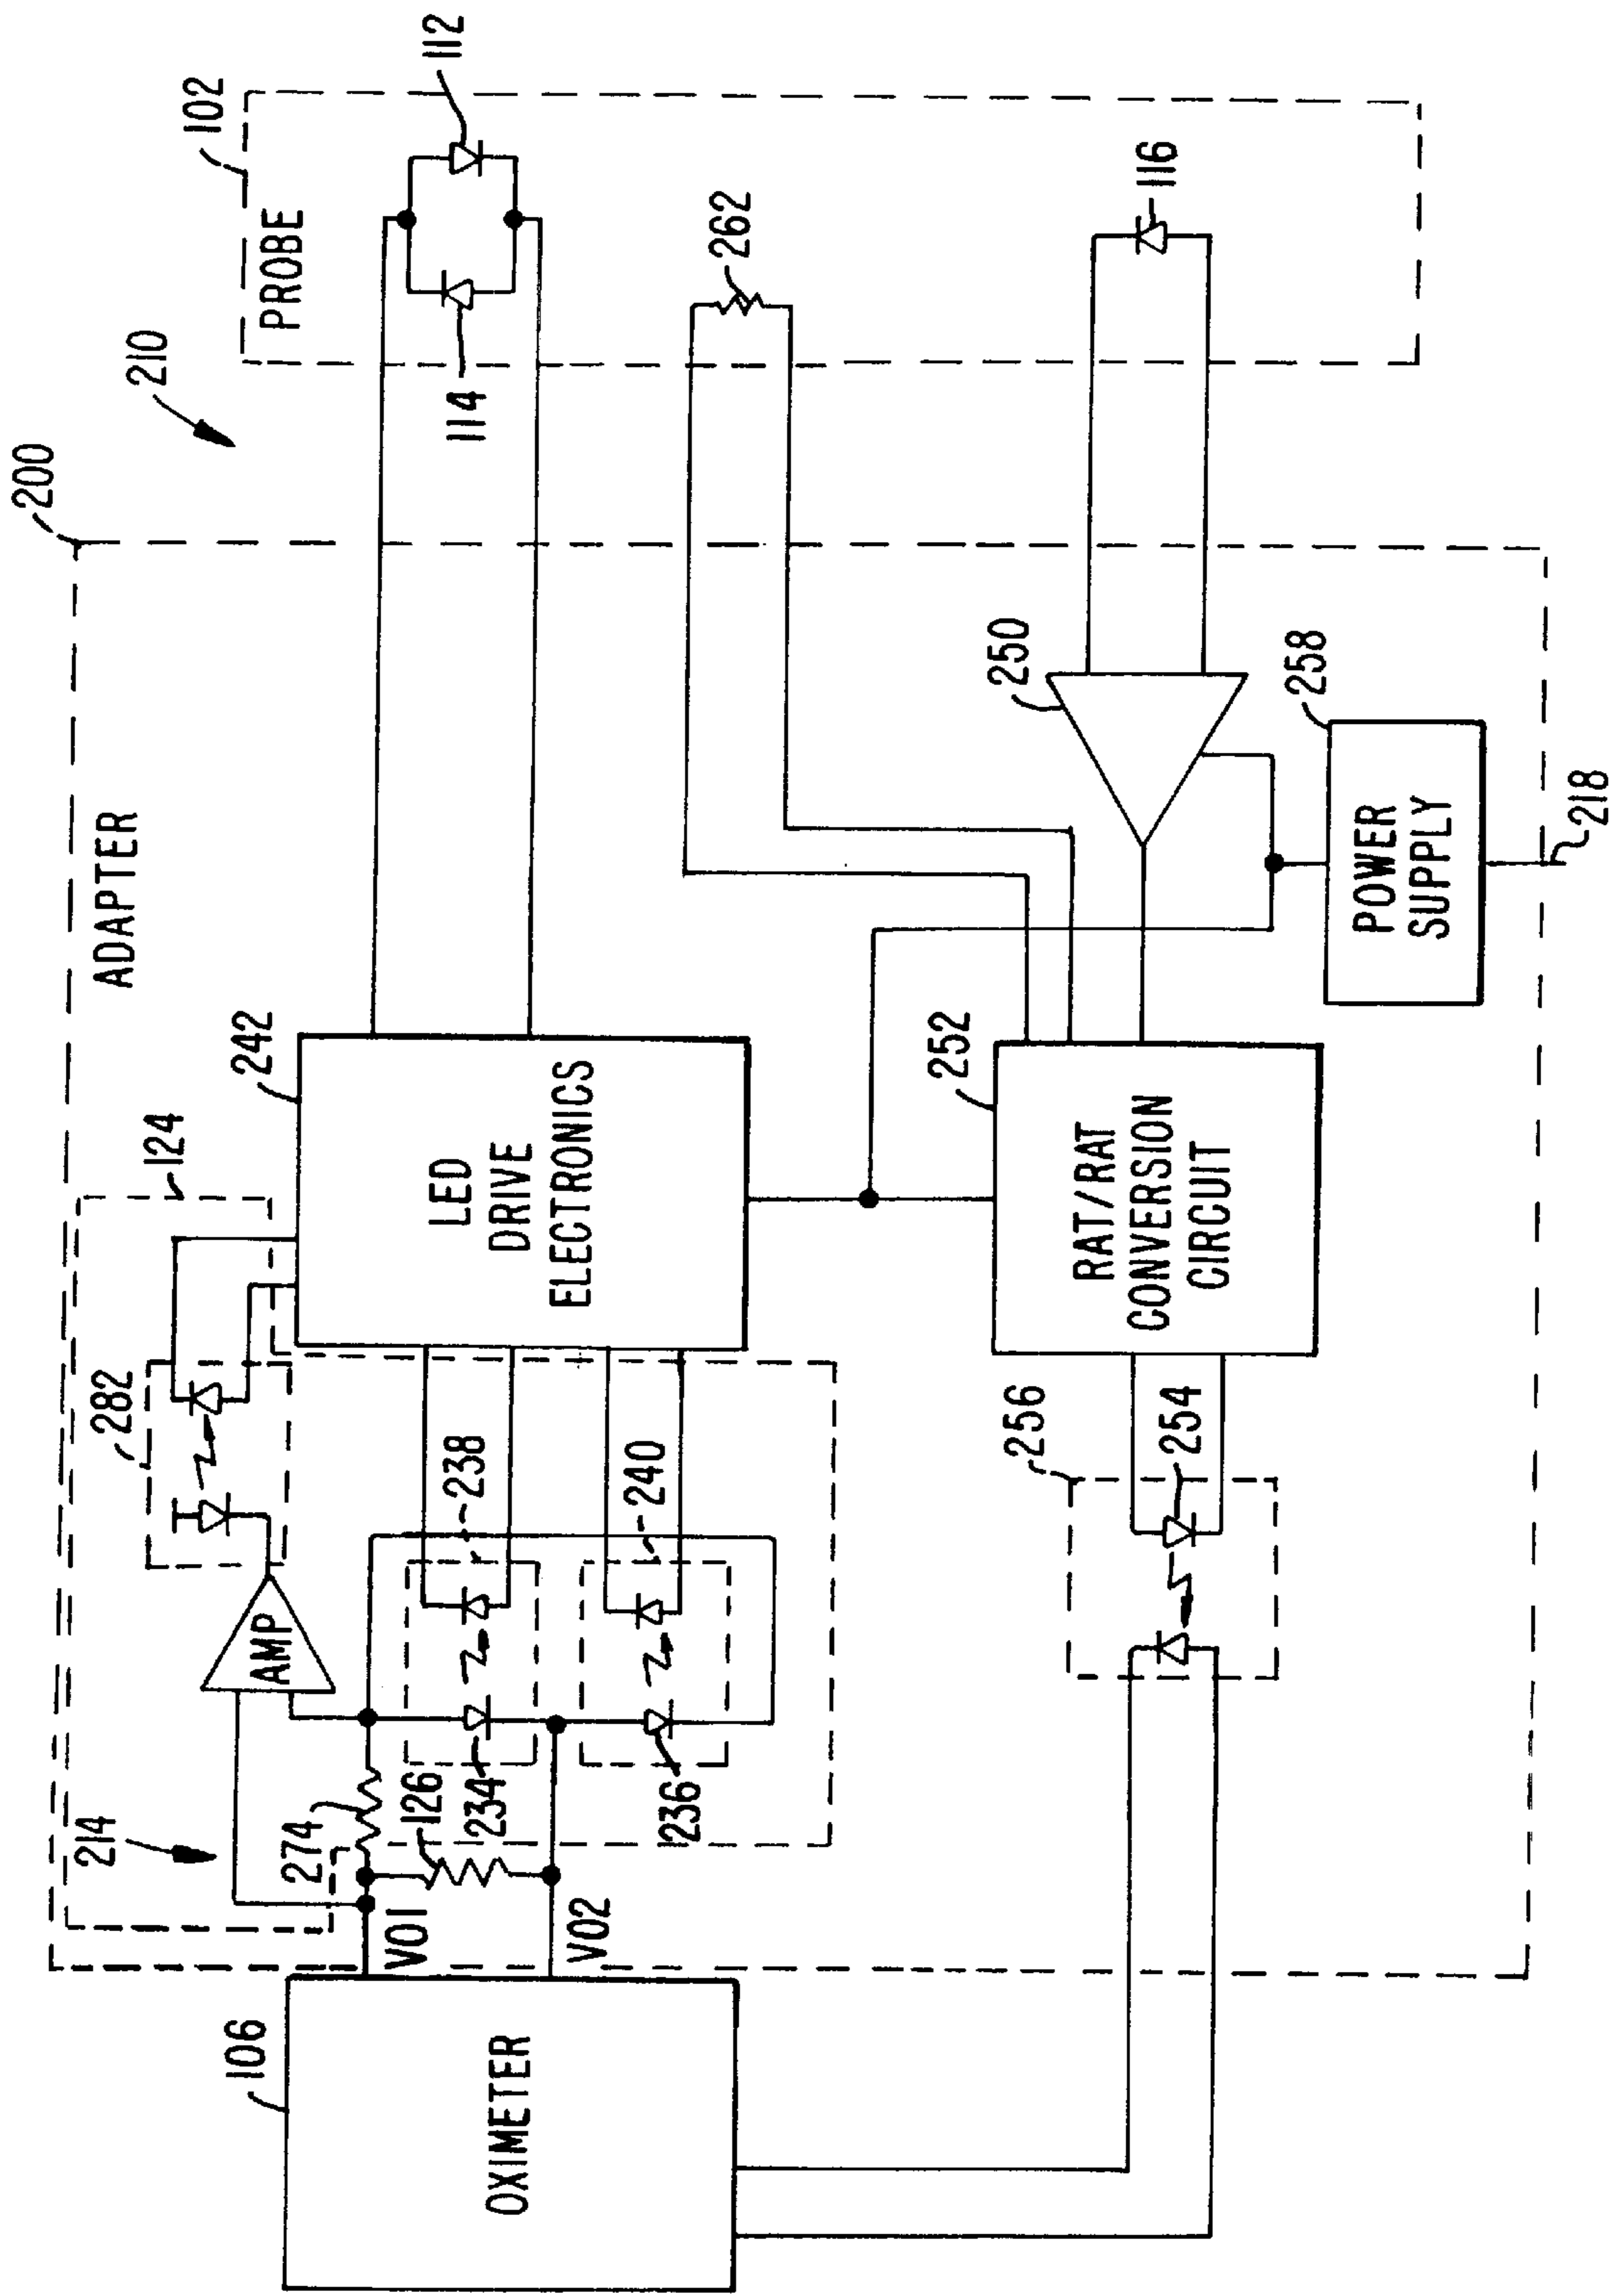 200
210
102
ADAPTER
PROBE
112
114
262
116
242
LED
DRIVE
ELECTRONICS
124
282
238
240
AMP
214
274
126
234
236
V01
V02
106
OXIMETER
250
252
RAT/RAT
CONVERSION
CIRCUIT
256
254
258
POWER
SUPPLY
218